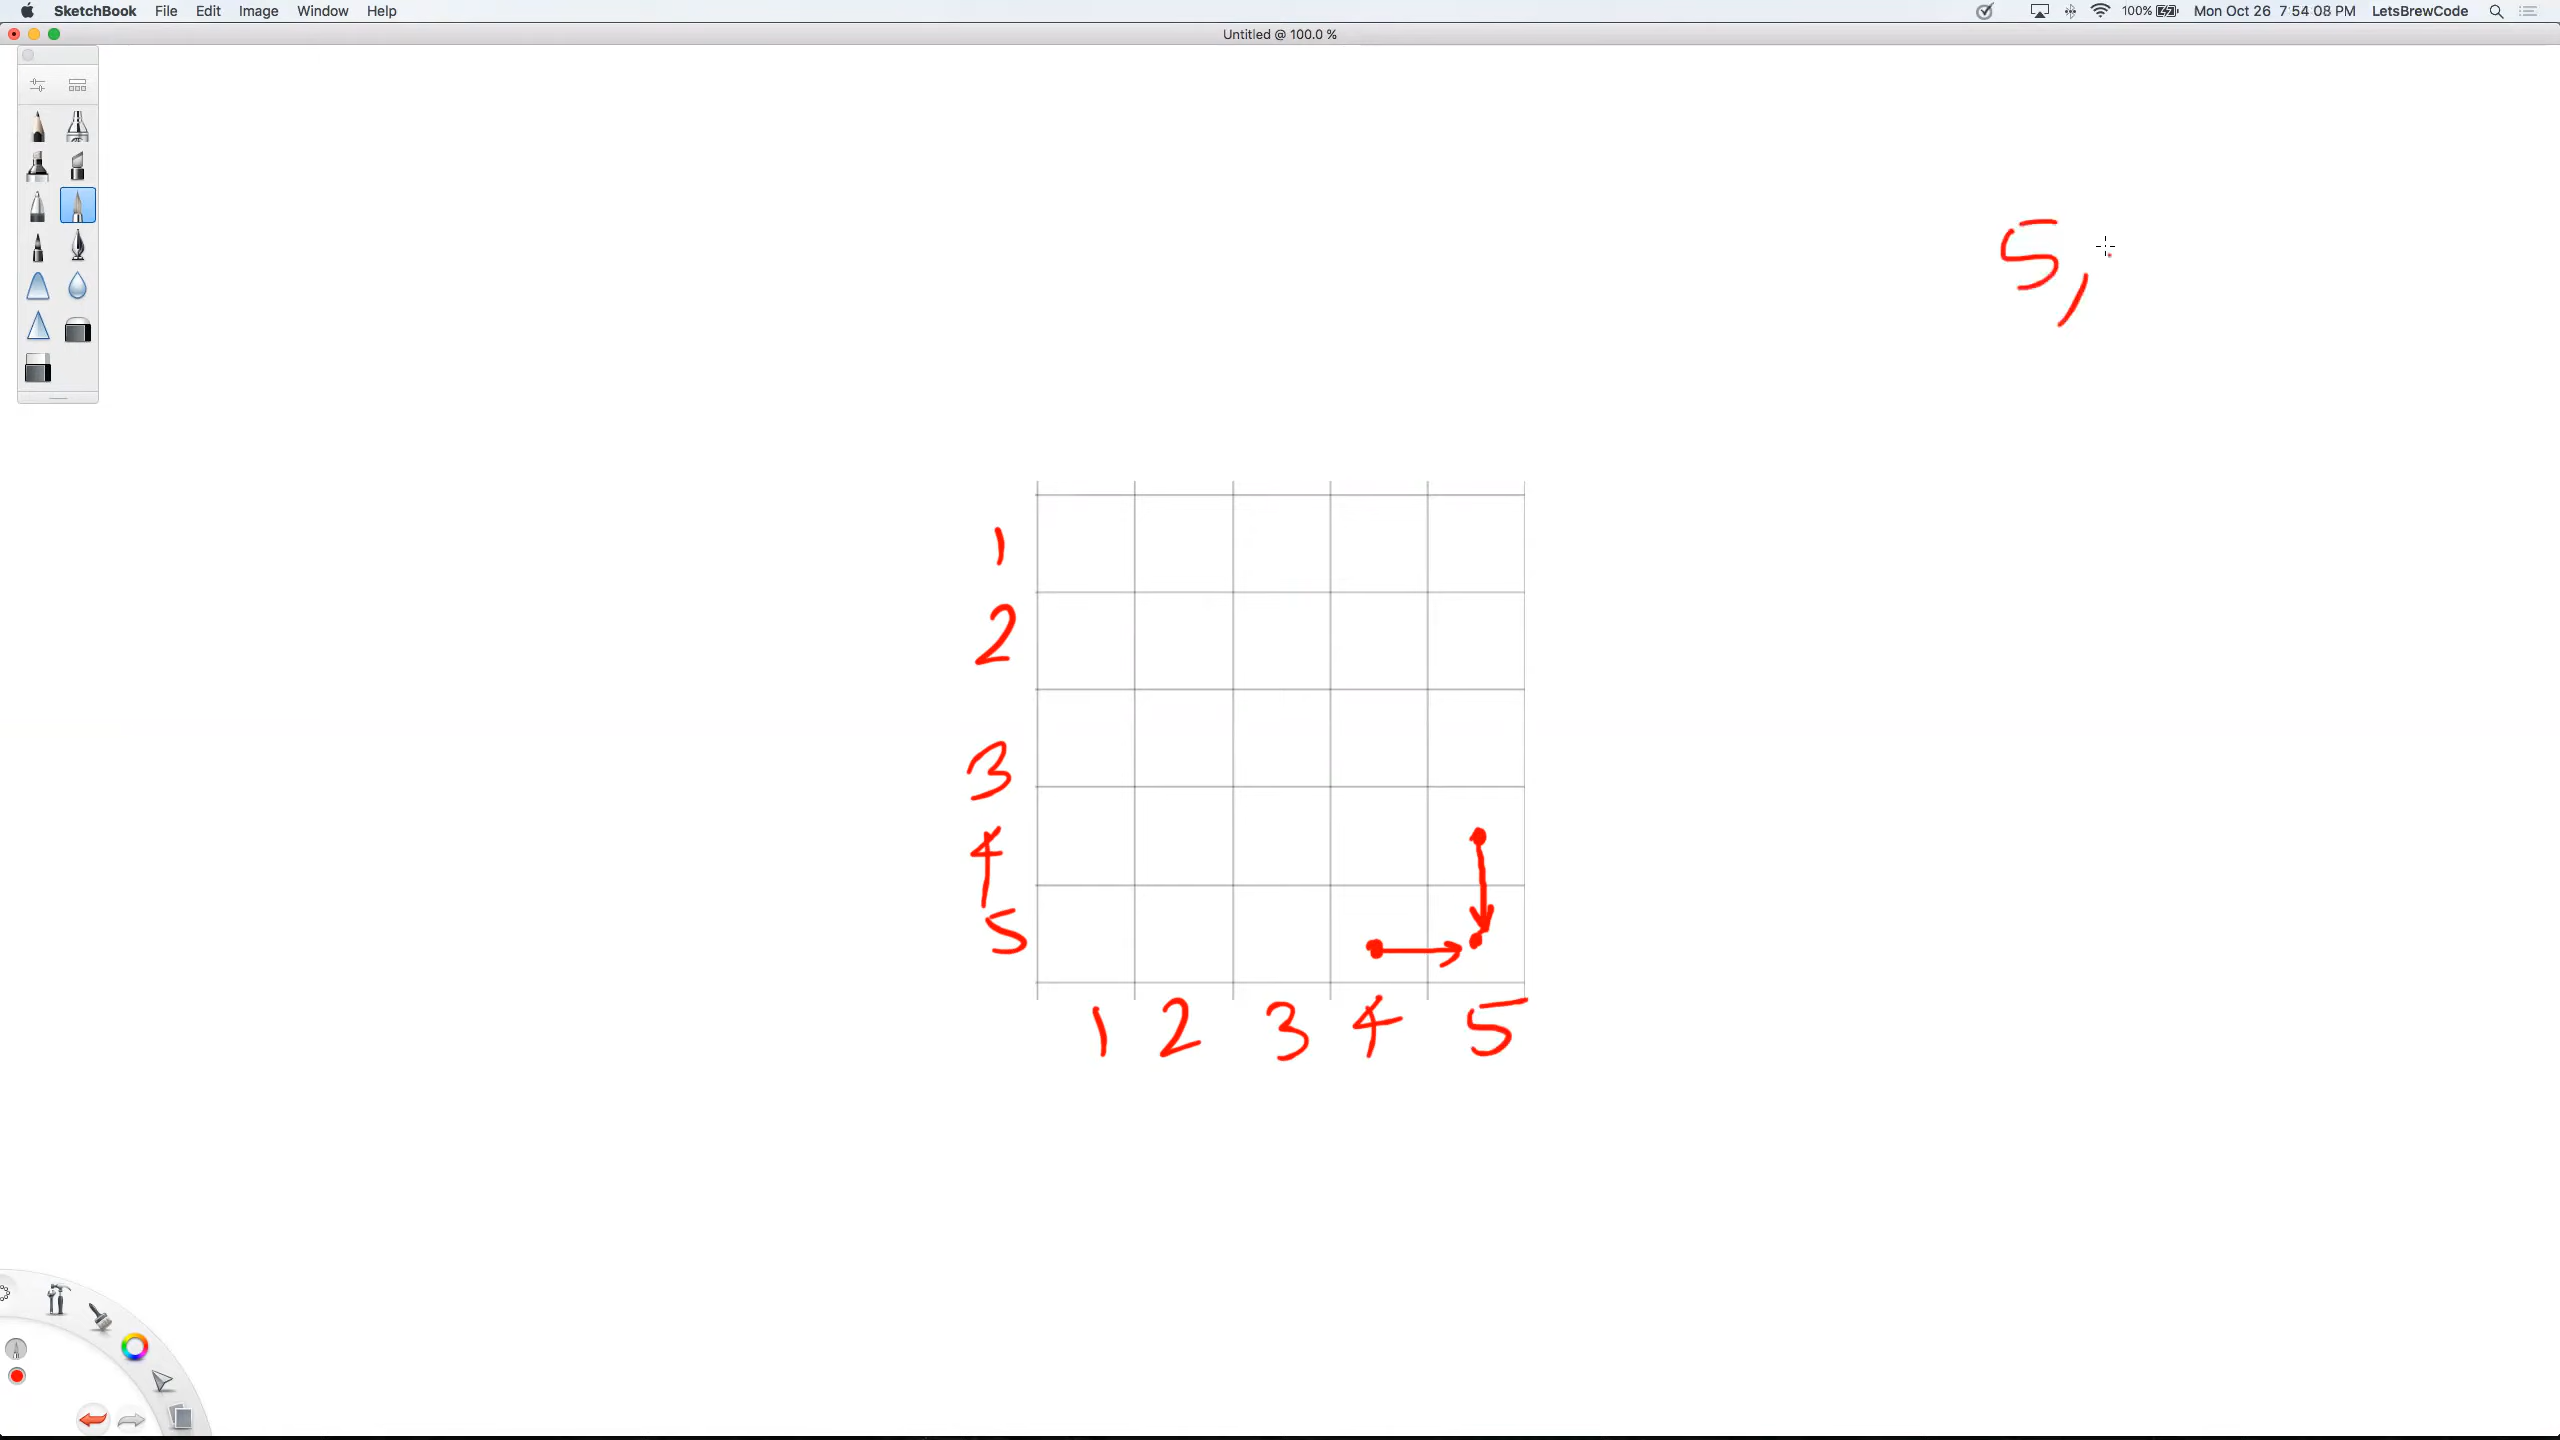 SketchBook File Edit Image Window Help 100% Mon Oct 26 7:54:08 PM LetsBrewCode
Untitled @ 100.0 %
5,
1
2
3
4
5
1 2 3 4 5